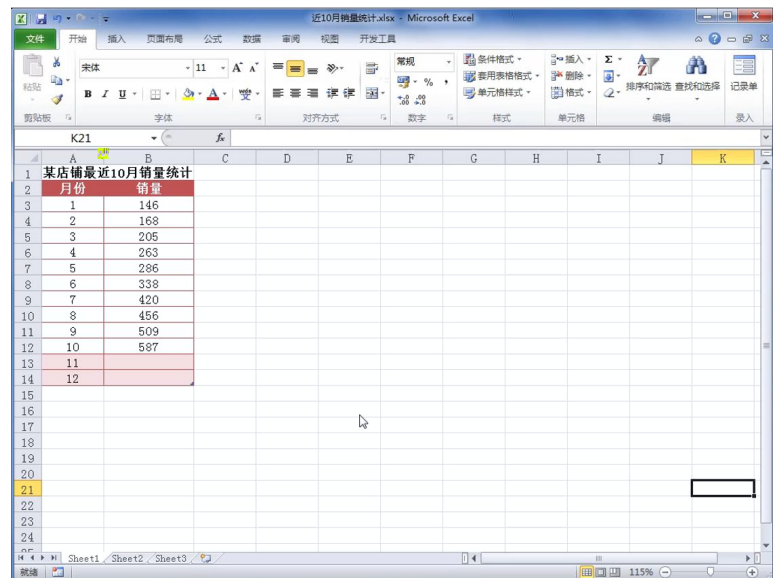 近10月销量统计.xlsx - Microsoft Excel
文件 开始 插入 页面布局 公式 数据 审阅 视图 开发工具
宋体 11 A A 常规 条件格式 插入 Σ
粘贴 B I U A 变 % , 套用表格格式 删除 排序和筛选 查找和选择 记录单
单元格样式 格式
剪贴板 字体 对齐方式 数字 样式 单元格 编辑 录入
K21 fx
A B C D E F G H I J K
1 某店铺最近10月销量统计
2 月份 销量
3 1 146
4 2 168
5 3 205
6 4 263
7 5 286
8 6 338
9 7 420
10 8 456
11 9 509
12 10 587
13 11
14 12
15
16
17
18
19
20
21
22
23
24
25
Sheet1 Sheet2 Sheet3
就绪 115%